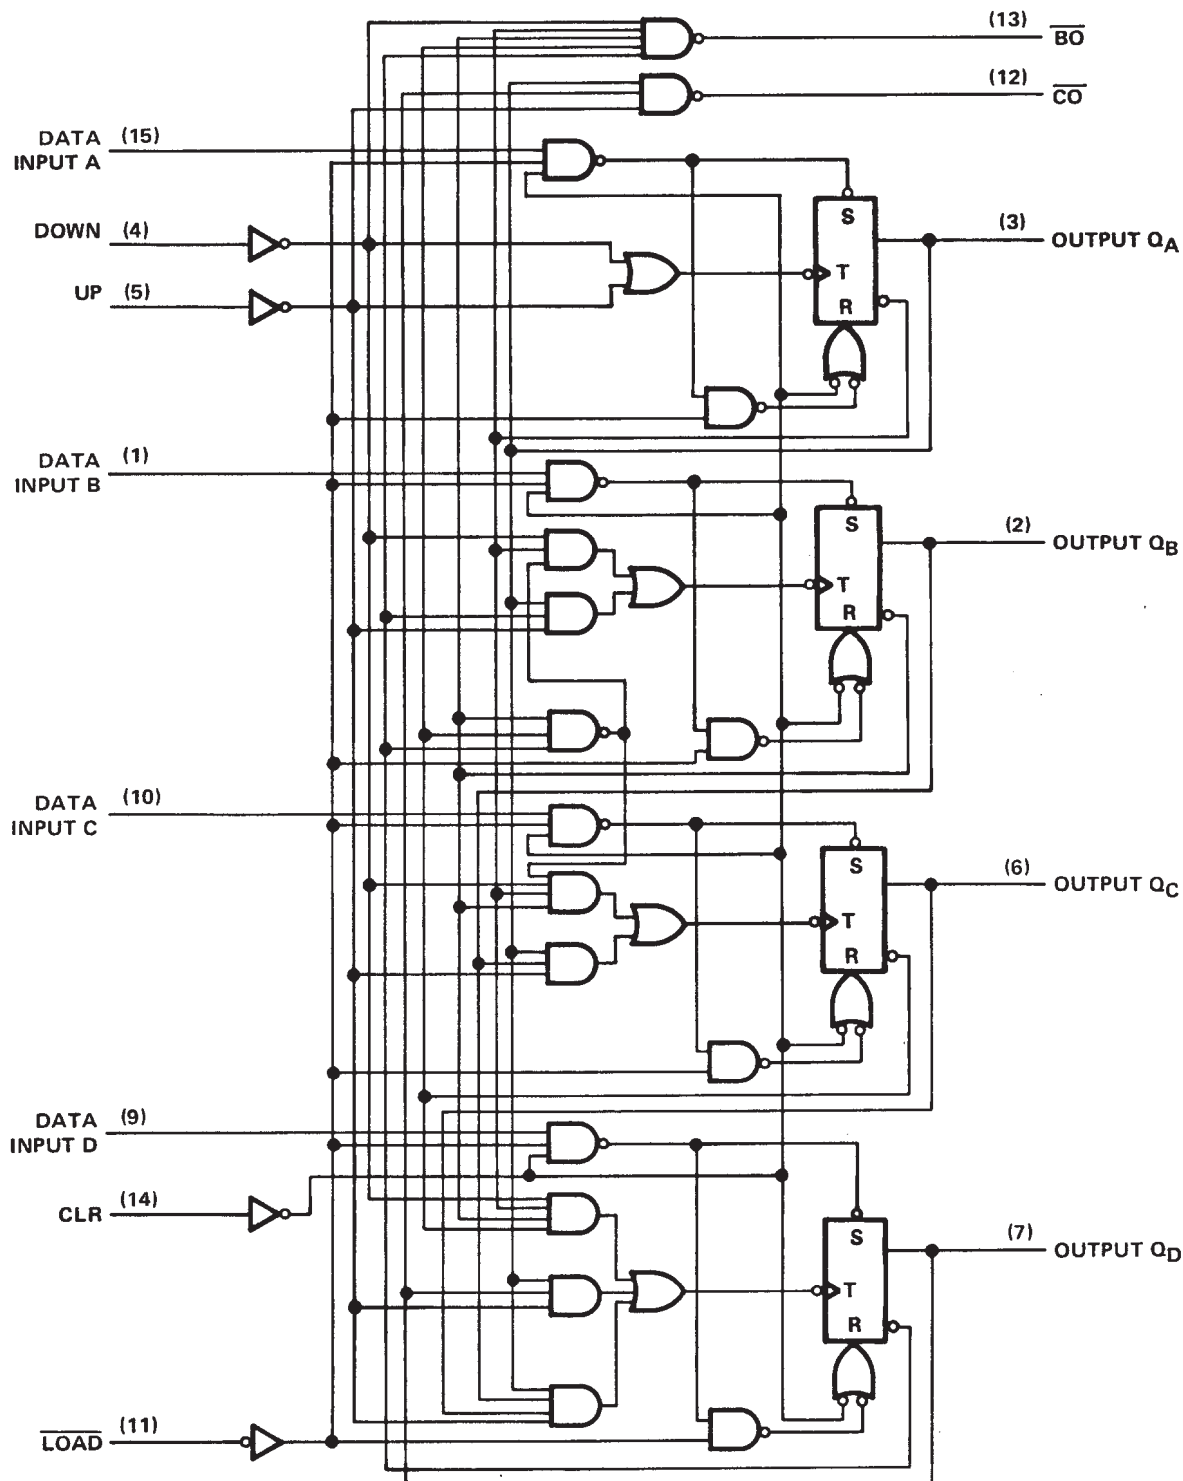 (13) BO
(12) CO
DATA INPUT A (15)
S
DOWN (4)
(3) OUTPUT QA
T
UP (5)
R
DATA INPUT B (1)
S
(2) OUTPUT QB
T
R
DATA INPUT C (10)
S
(6) OUTPUT QC
T
R
DATA INPUT D (9)
CLR (14)
S
(7) OUTPUT QD
T
R
LOAD (11)